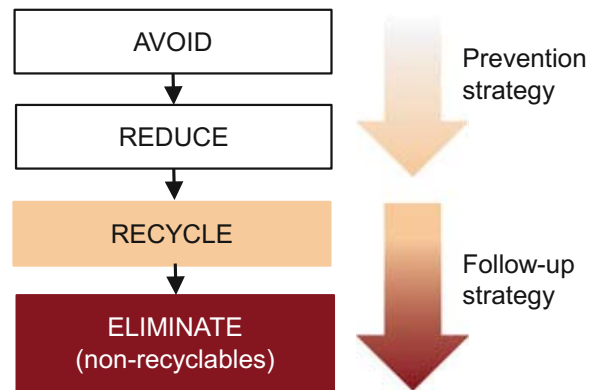 AVOID
Prevention
strategy
REDUCE
RECYCLE
Follow-up
strategy
ELIMINATE
(non-recyclables)